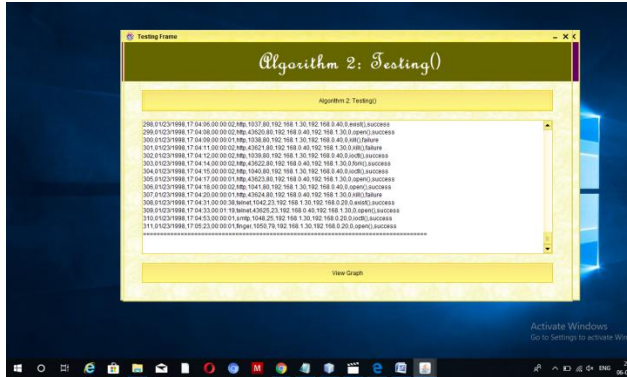 Testing Frame
Algorithm 2: Testing()
Algorithm 2: Testing()
298,01/23/1998,17:04:06,00:00:02,http,1037,80,192.168.1.30,192.168.0.40,0,exist(),success
299,01/23/1998,17:04:08,00:00:02,http,43620,80,192.168.0.40,192.168.1.30,0,open(),success
300,01/23/1998,17:04:09,00:00:01,http,1038,80,192.168.1.30,192.168.0.40,0,kill(),failure
301,01/23/1998,17:04:11,00:00:02,http,43621,80,192.168.0.40,192.168.1.30,0,kill(),failure
302,01/23/1998,17:04:12,00:00:02,http,1039,80,192.168.1.30,192.168.0.40,0,ioctl(),success
303,01/23/1998,17:04:14,00:00:02,http,43622,80,192.168.0.40,192.168.1.30,0,fork(),success
304,01/23/1998,17:04:15,00:00:02,http,1040,80,192.168.1.30,192.168.0.40,0,ioctl(),success
305,01/23/1998,17:04:17,00:00:01,http,43623,80,192.168.0.40,192.168.1.30,0,open(),success
306,01/23/1998,17:04:18,00:00:02,http,1041,80,192.168.1.30,192.168.0.40,0,open(),success
307,01/23/1998,17:04:20,00:00:01,http,43624,80,192.168.0.40,192.168.1.30,0,kill(),failure
308,01/23/1998,17:04:31,00:00:38,telnet,1042,23,192.168.1.30,192.168.0.20,0,exist(),success
309,01/23/1998,17:04:33,00:01:19,telnet,43625,23,192.168.0.40,192.168.1.30,0,open(),success
310,01/23/1998,17:04:53,00:00:01,smtp,1048,25,192.168.1.30,192.168.0.20,0,ioctl(),success
311,01/23/1998,17:05:23,00:00:01,finger,1050,79,192.168.1.30,192.168.0.20,0,open(),success
View Graph
Activate Windows
Go to Settings to activate Win
ENG